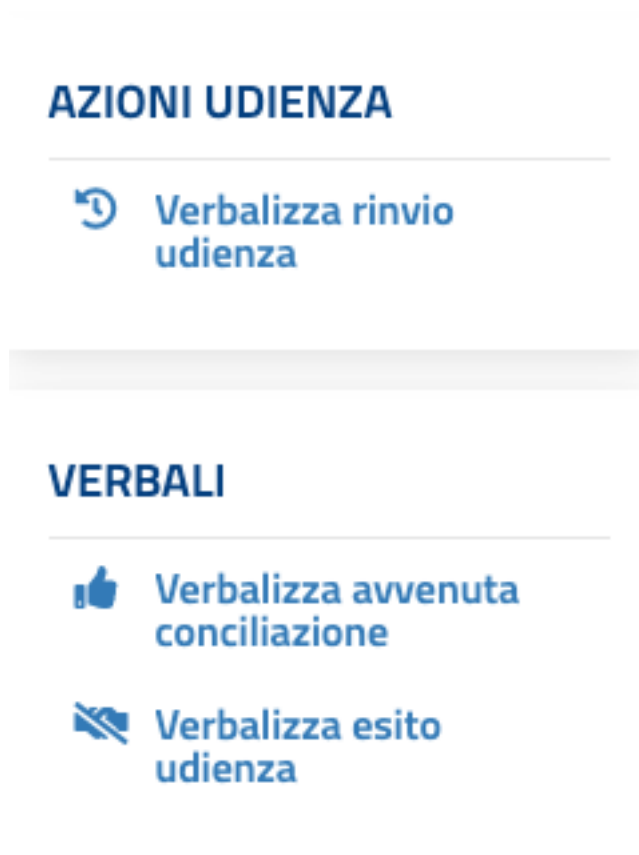 AZIONI UDIENZA
Verbalizza rinvio
udienza
VERBALI
Verbalizza avvenuta
conciliazione
Verbalizza esito
udienza